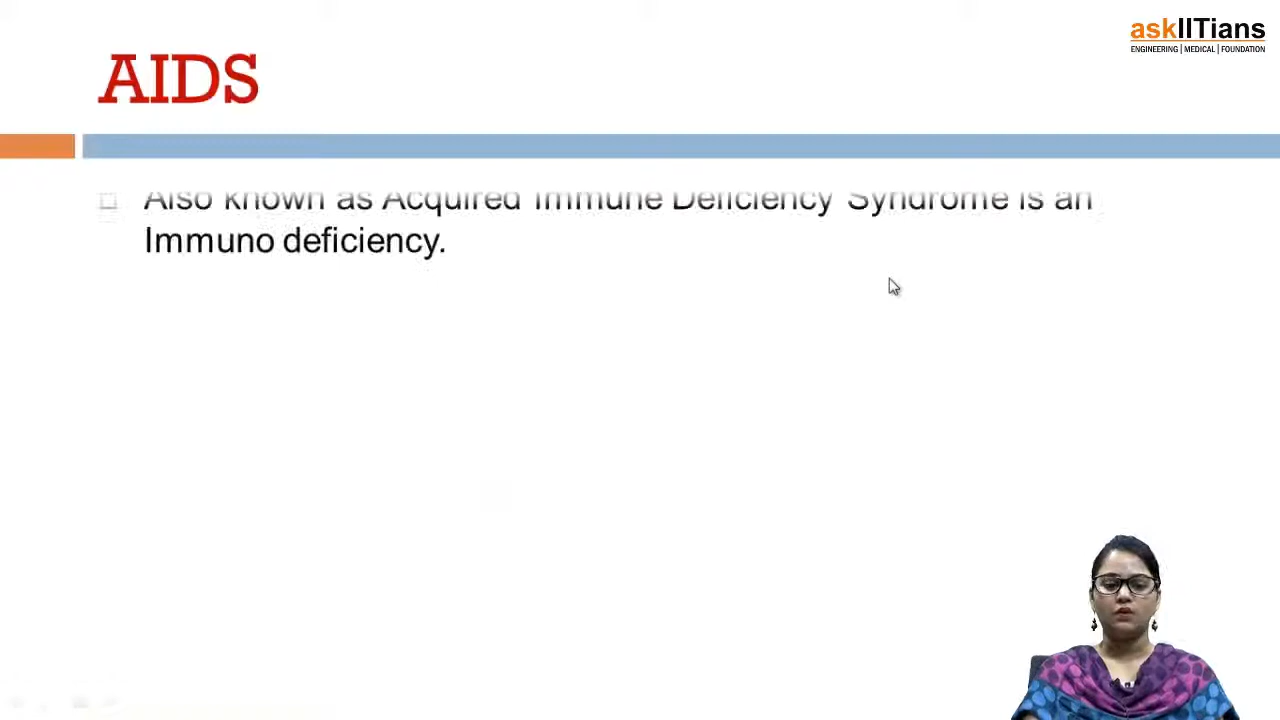 askIITians
ENGINEERING | MEDICAL | FOUNDATION
AIDS
Also known as Acquired Immune Deficiency Syndrome is an
Immuno deficiency.